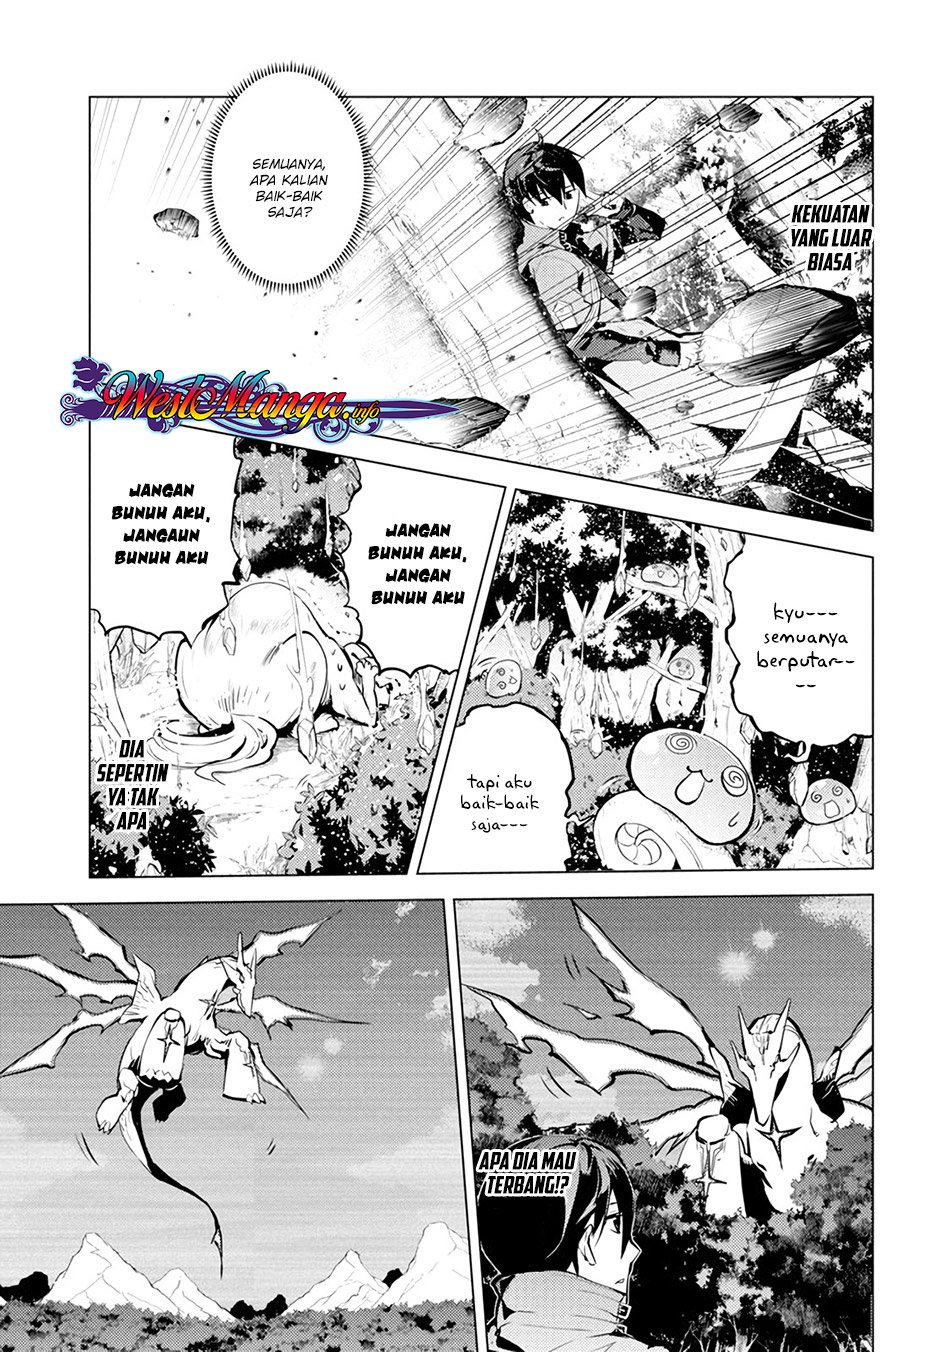 KEKUATAN
YANG LUAR
BIASA
SEMUANYA,
APA KALIAN
BAIK-BAIK
SAJA?
WestManga.info
kyu---
semuanya
berputar--
--
tapi aku
baik-baik
saja---
JANGAN
BUNUH AKU,
JANGAN
BUNUH AKU
JANGAN
BUNUH AKU,
JANGAUN
BUNUH AKU
DIA
SEPERTIN
YA TAK
APA
APA DIA MAU
TERBANG!?